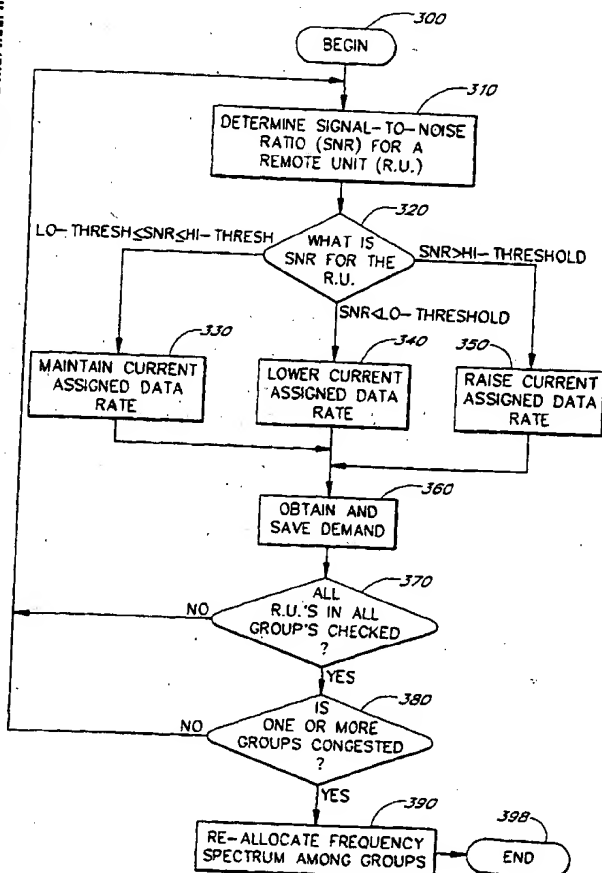 300
BEGIN
310
DETERMINE SIGNAL-TO-NOISE
RATIO (SNR) FOR A
REMOTE UNIT (R.U.)
320
LO-THRESH≤SNR≤HI-THRESH
WHAT IS
SNR FOR THE
R.U.
SNR>HI-THRESHOLD
SNR<LO-THRESHOLD
330
MAINTAIN CURRENT
ASSIGNED DATA
RATE
340
LOWER CURRENT
ASSIGNED DATA
RATE
350
RAISE CURRENT
ASSIGNED DATA
RATE
360
OBTAIN AND
SAVE DEMAND
370
ALL
R.U.'S IN ALL
GROUP'S CHECKED
?
NO
YES
380
IS
ONE OR MORE
GROUPS CONGESTED
?
NO
YES
390
RE-ALLOCATE FREQUENCY
SPECTRUM AMONG GROUPS
398
END